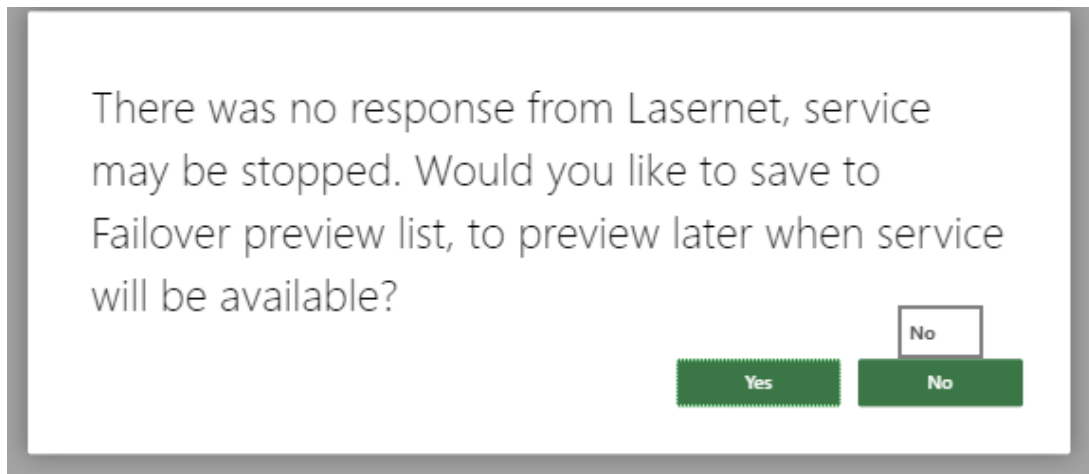 There was no response from Lasernet, service
may be stopped. Would you like to save to
Failover preview list, to preview later when service
will be available?
No
Yes No